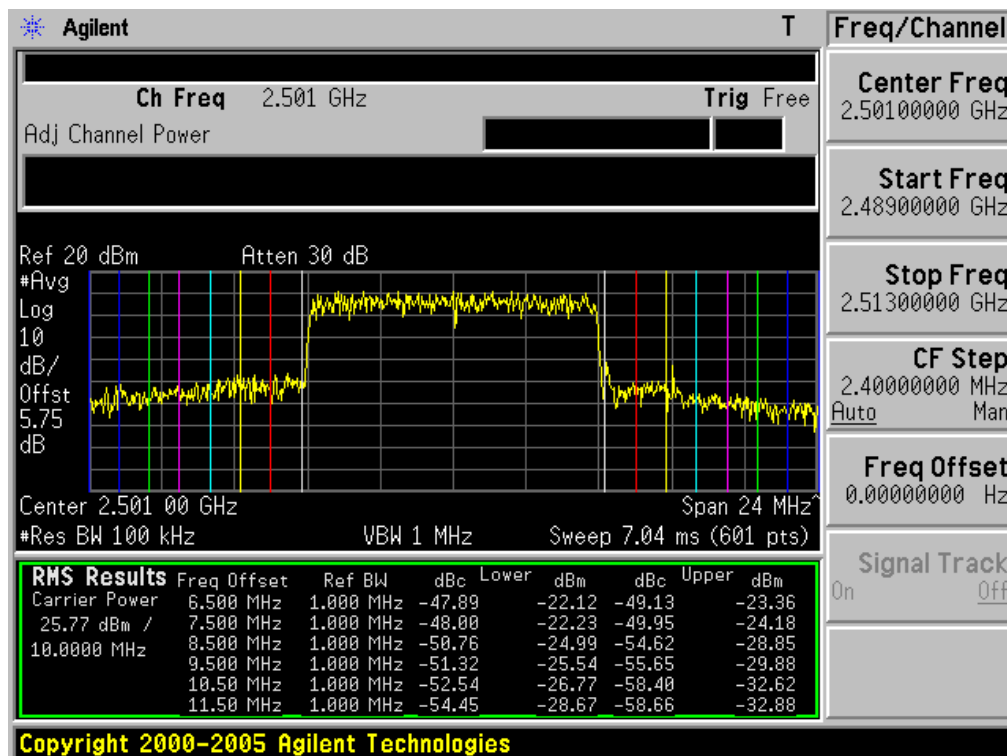 Agilent T
Freq/Channel
Ch Freq 2.501 GHz Trig Free
Adj Channel Power
Center Freq
2.50100000 GHz
Start Freq
2.48900000 GHz
Stop Freq
2.51300000 GHz
CF Step
2.40000000 MHz
Auto Man
Freq Offset
0.00000000 Hz
Signal Track
On Off
Ref 20 dBm Atten 30 dB
#Avg
Log
10
dB/
Offst
5.75
dB
Center 2.501 00 GHz Span 24 MHz^
#Res BW 100 kHz VBW 1 MHz Sweep 7.04 ms (601 pts)
RMS Results Freq Offset Ref BW dBc Lower dBm dBc Upper dBm
Carrier Power 6.500 MHz 1.000 MHz -47.89 -22.12 -49.13 -23.36
25.77 dBm / 7.500 MHz 1.000 MHz -48.00 -22.23 -49.95 -24.18
10.0000 MHz 8.500 MHz 1.000 MHz -50.76 -24.99 -54.62 -28.85
9.500 MHz 1.000 MHz -51.32 -25.54 -55.65 -29.88
10.50 MHz 1.000 MHz -52.54 -26.77 -58.40 -32.62
11.50 MHz 1.000 MHz -54.45 -28.67 -58.66 -32.88
Copyright 2000-2005 Agilent Technologies